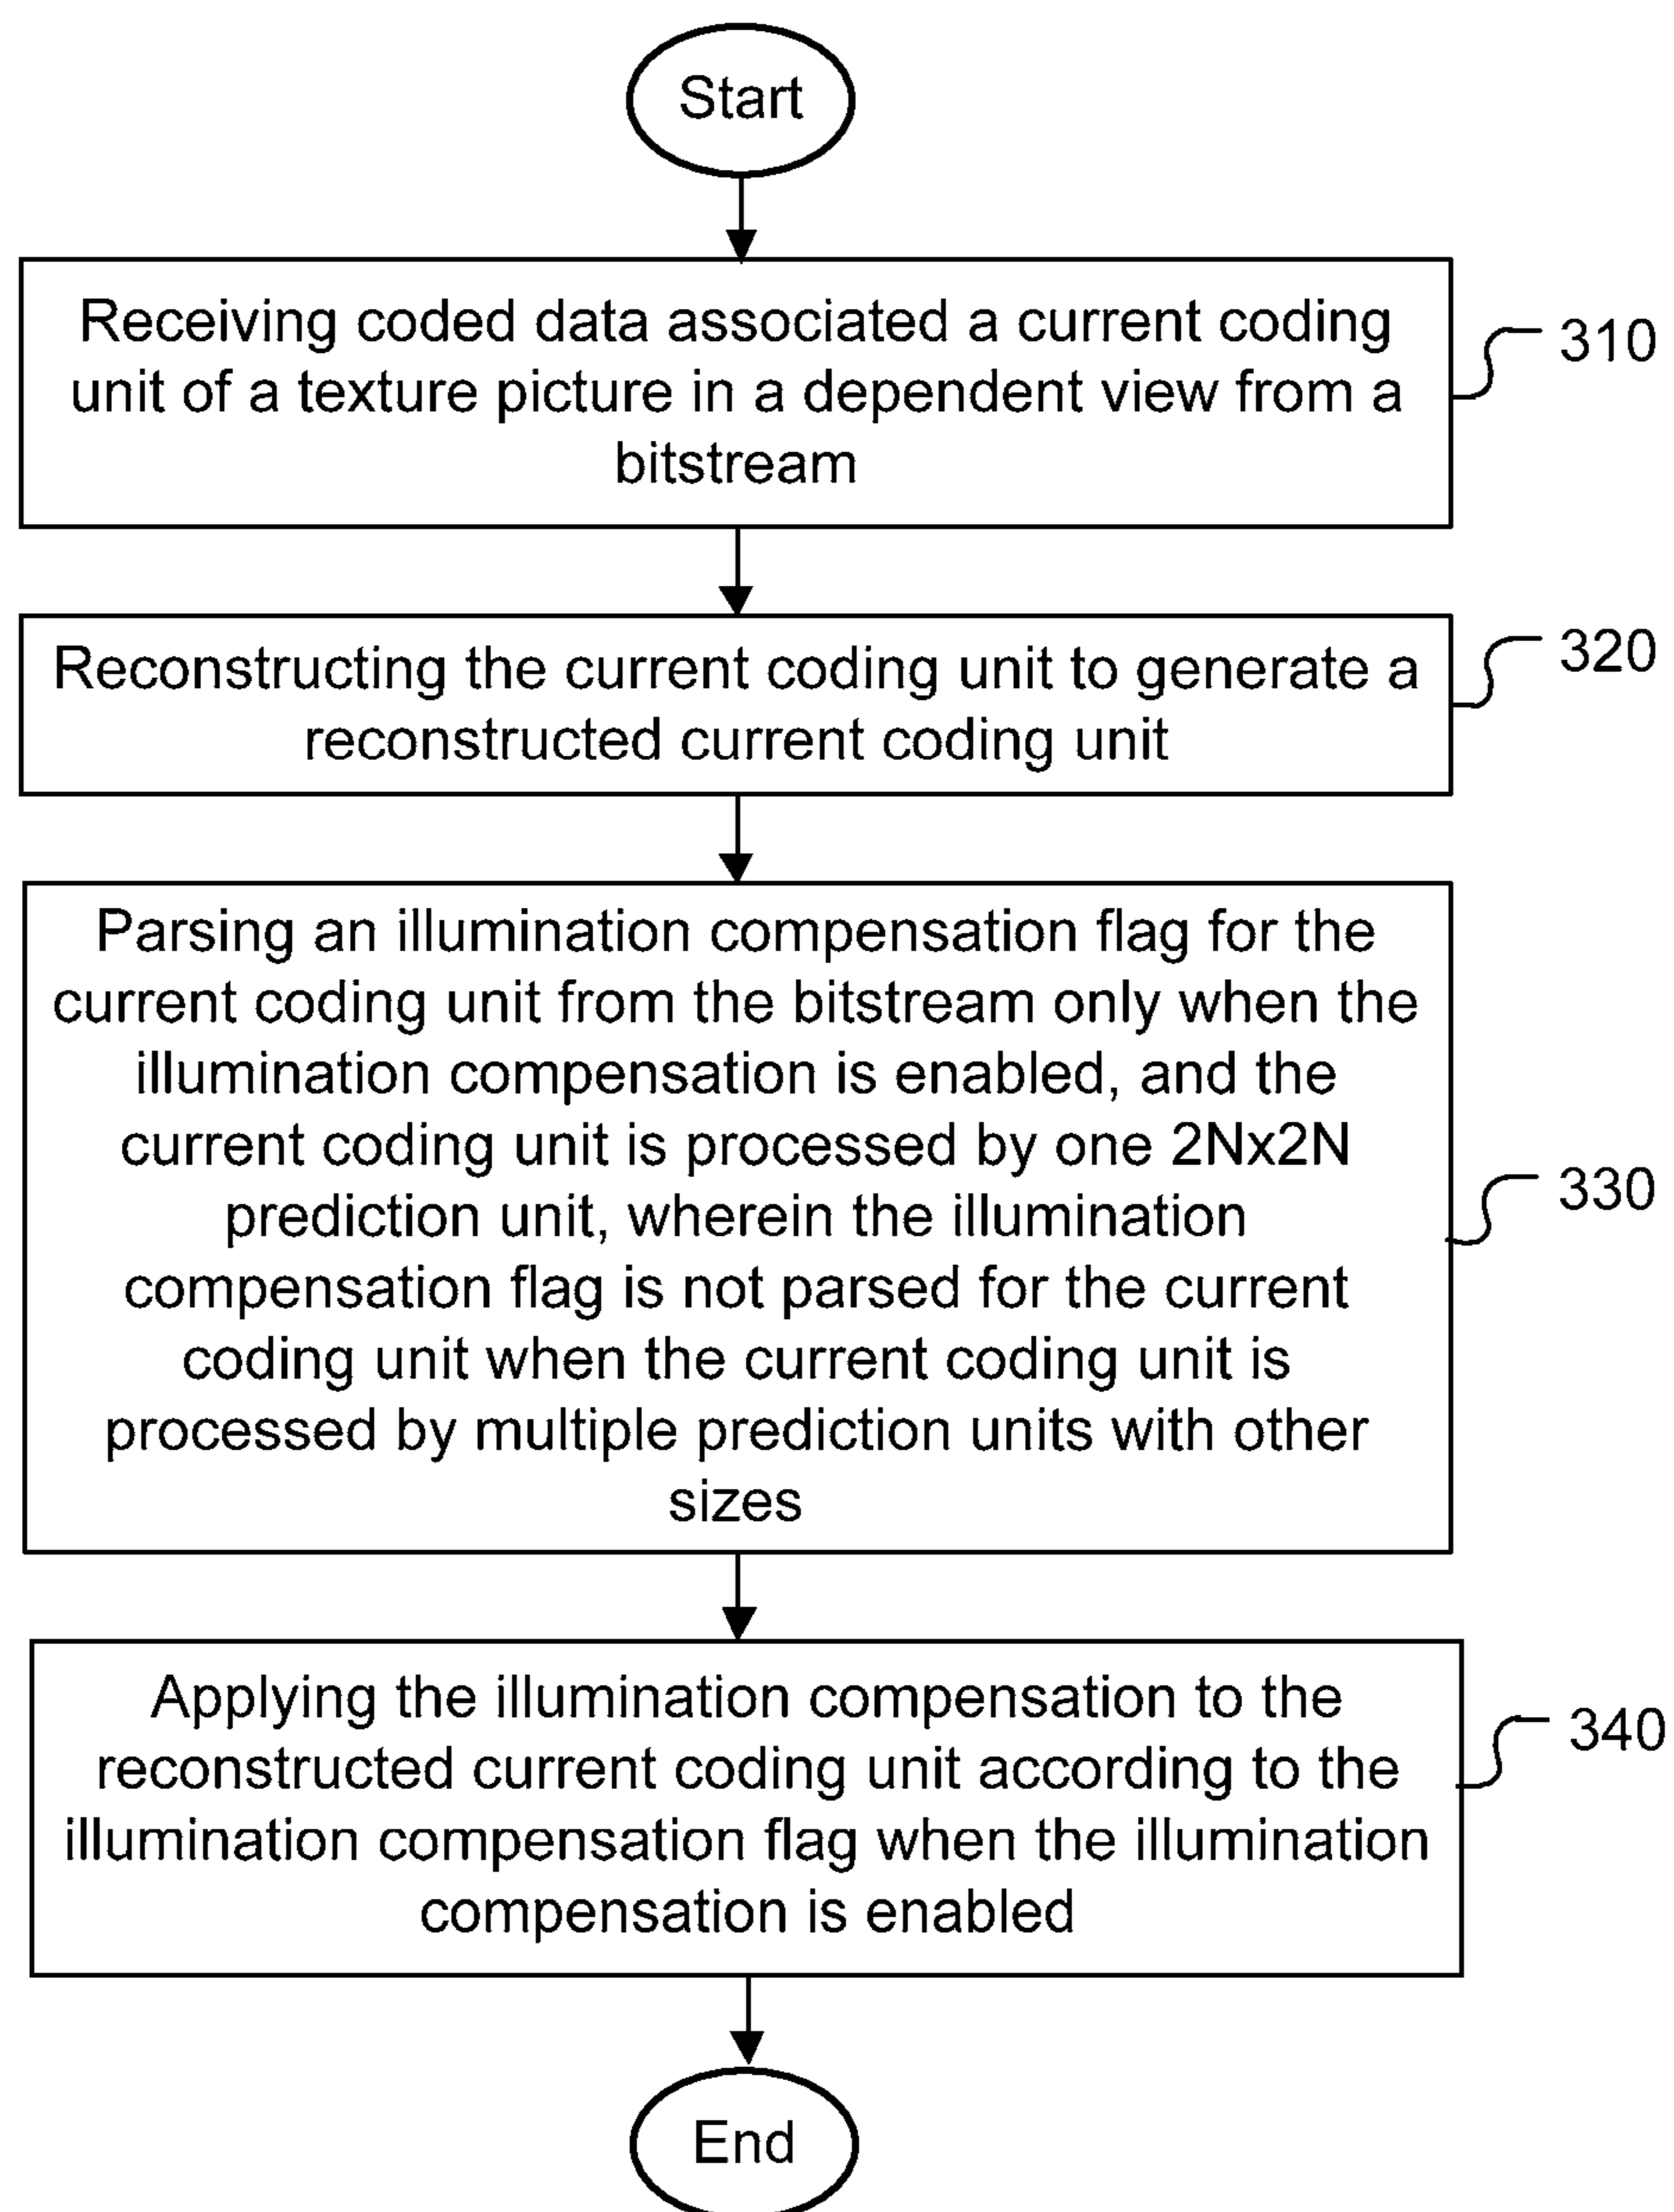 Start
Receiving coded data associated a current coding
unit of a texture picture in a dependent view from a
bitstream
310
Reconstructing the current coding unit to generate a
reconstructed current coding unit
320
Parsing an illumination compensation flag for the
current coding unit from the bitstream only when the
illumination compensation is enabled, and the
current coding unit is processed by one 2Nx2N
prediction unit, wherein the illumination
compensation flag is not parsed for the current
coding unit when the current coding unit is
processed by multiple prediction units with other
sizes
330
Applying the illumination compensation to the
reconstructed current coding unit according to the
illumination compensation flag when the illumination
compensation is enabled
340
End